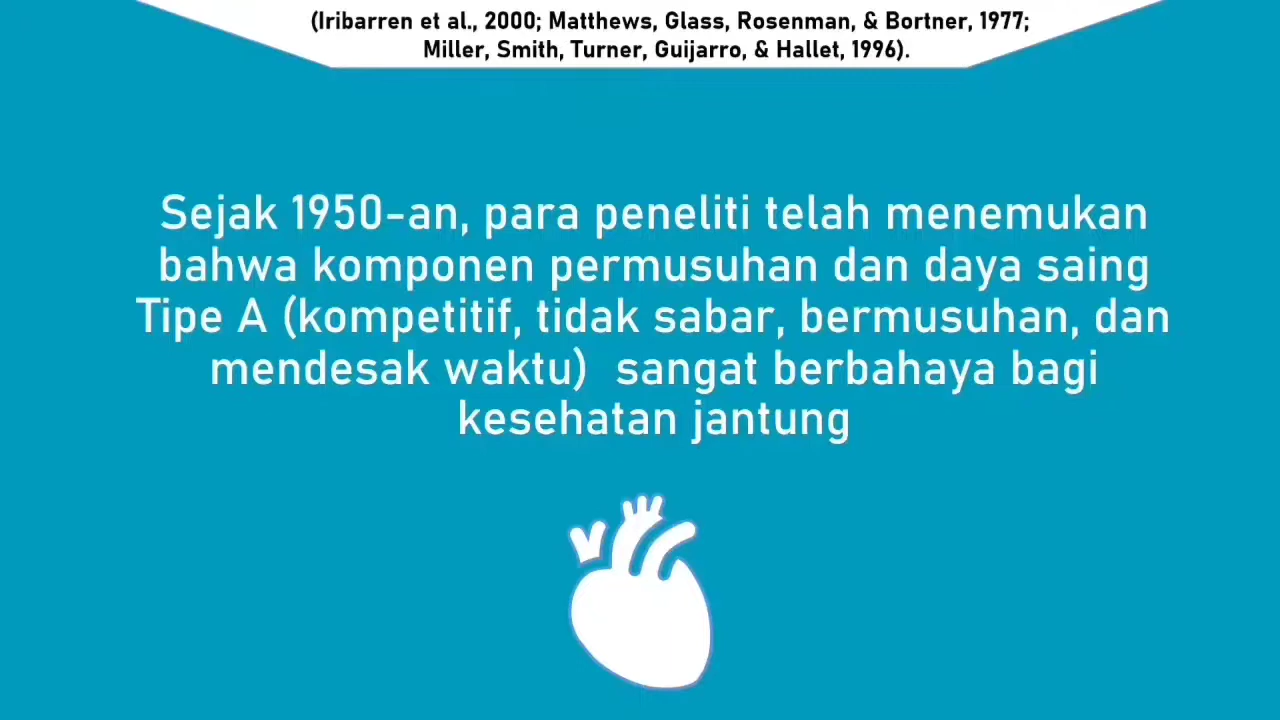 (Iribarren et al., 2000; Matthews, Glass, Rosenman, & Bortner, 1977;
Miller, Smith, Turner, Guijarro, & Hallet, 1996).
Sejak 1950-an, para peneliti telah menemukan
bahwa komponen permusuhan dan daya saing
Tipe A (kompetitif, tidak sabar, bermusuhan, dan
mendesak waktu)  sangat berbahaya bagi
kesehatan jantung